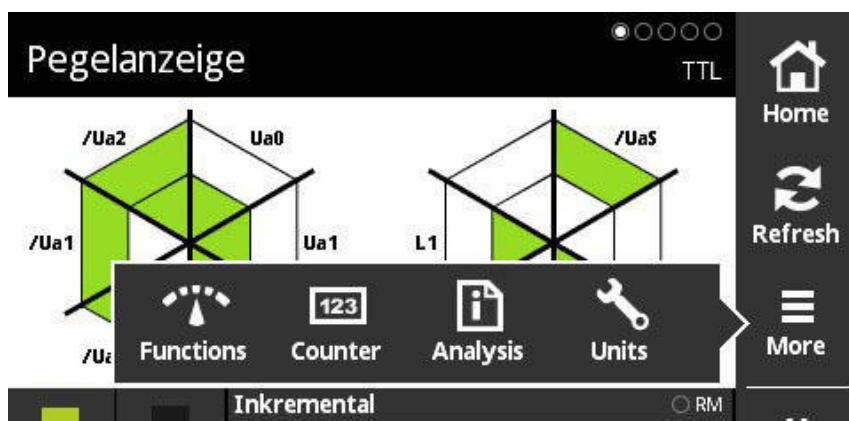 Pegelanzeige
TTL
Home
/Ua2
Ua0
/UaS
Refresh
/Ua1
Ua1
L1
123
Functions
Counter
Analysis
Units
More
Inkremental
RM